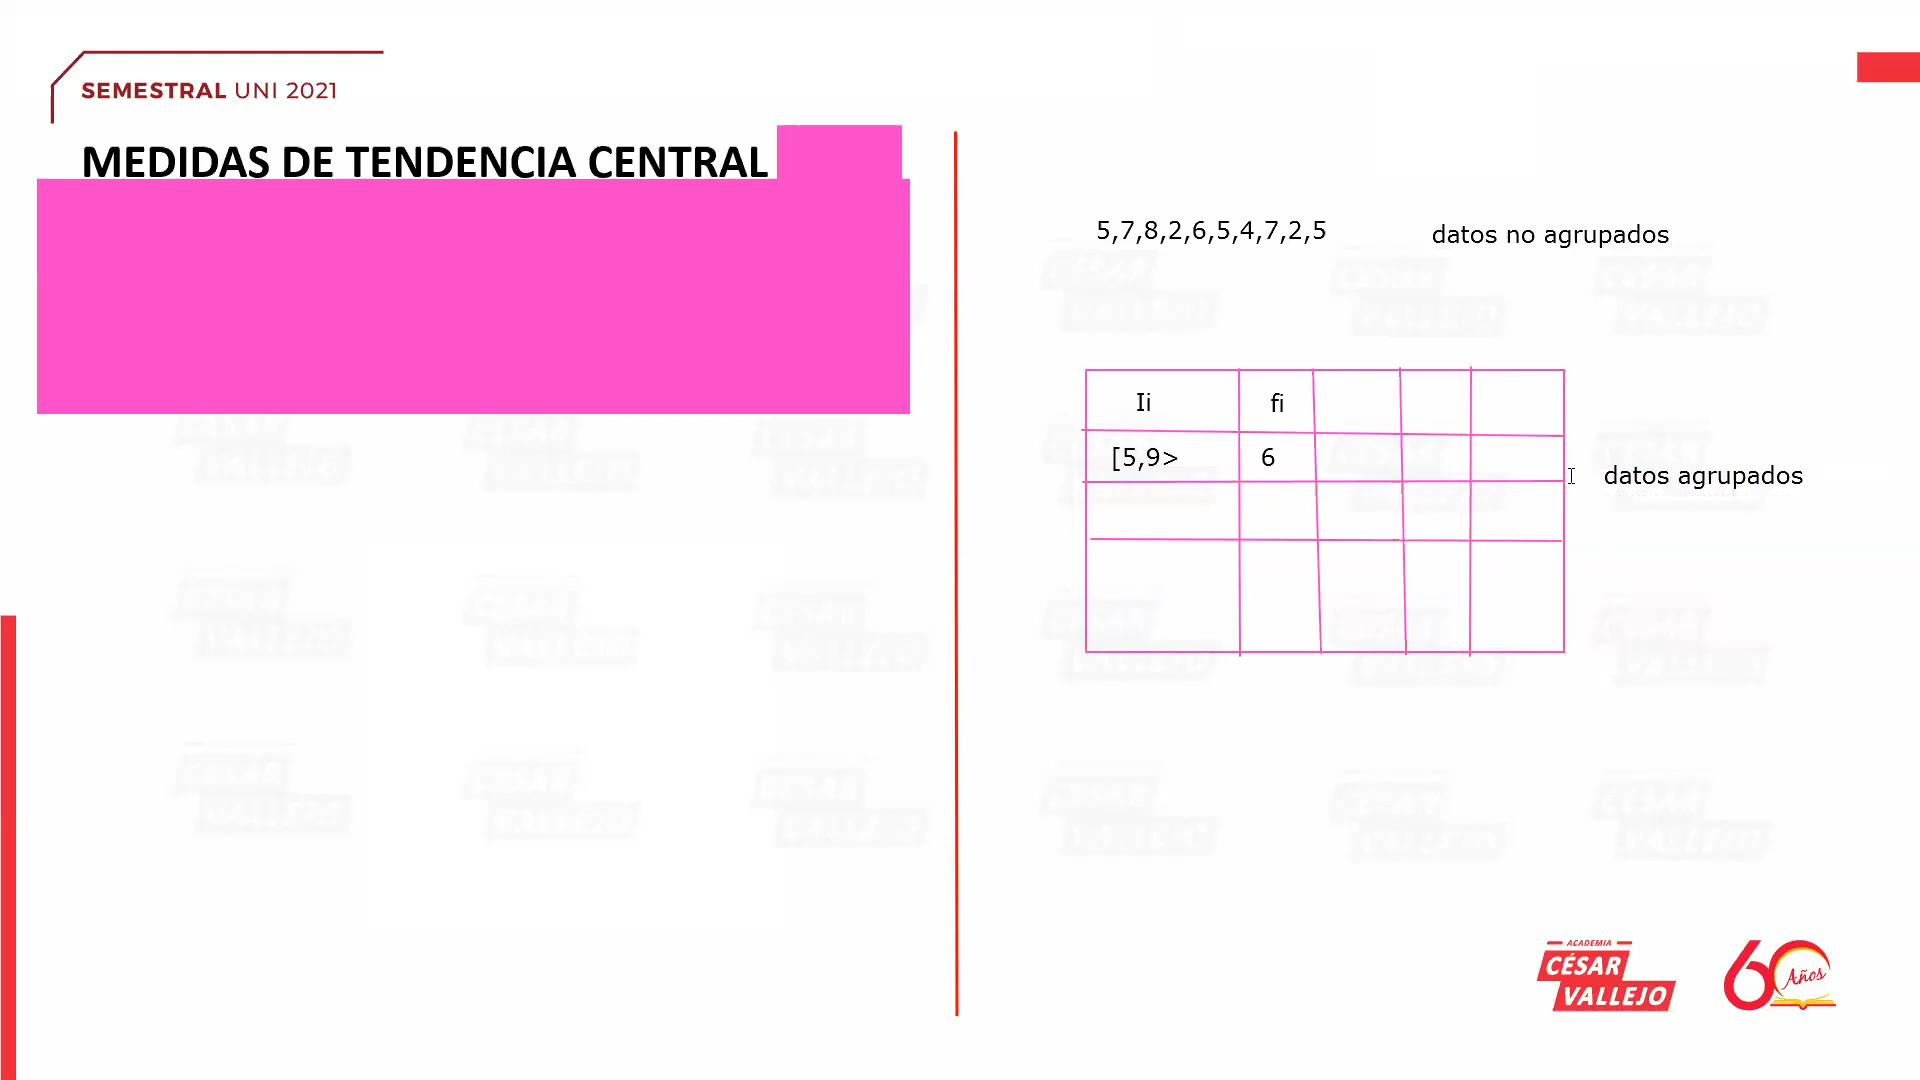 SEMESTRAL UNI 2021
MEDIDAS DE TENDENCIA CENTRAL
5,7,8,2,6,5,4,7,2,5
datos no agrupados
Ii
fi
[5,9>
6
datos agrupados
ACADEMIA
CÉSAR
VALLEJO
60 Años